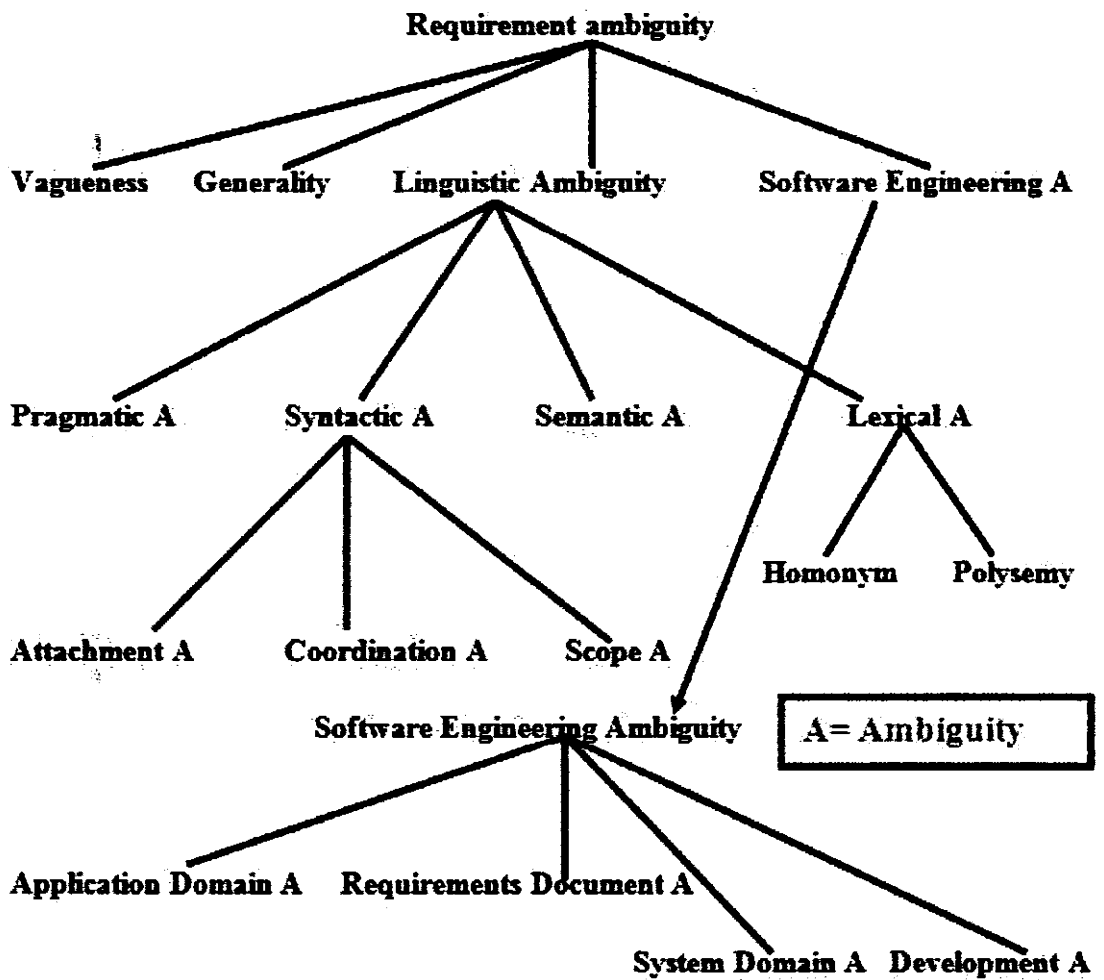 Requirement ambiguity
Vagueness Generality Linguistic Ambiguity Software Engineering A
Pragmatic A Syntactic A Semantic A Lexical A
Homonym Polysemy
Attachment A Coordination A Scope A
Software Engineering Ambiguity
A= Ambiguity
Application Domain A Requirements Document A
System Domain A Development A